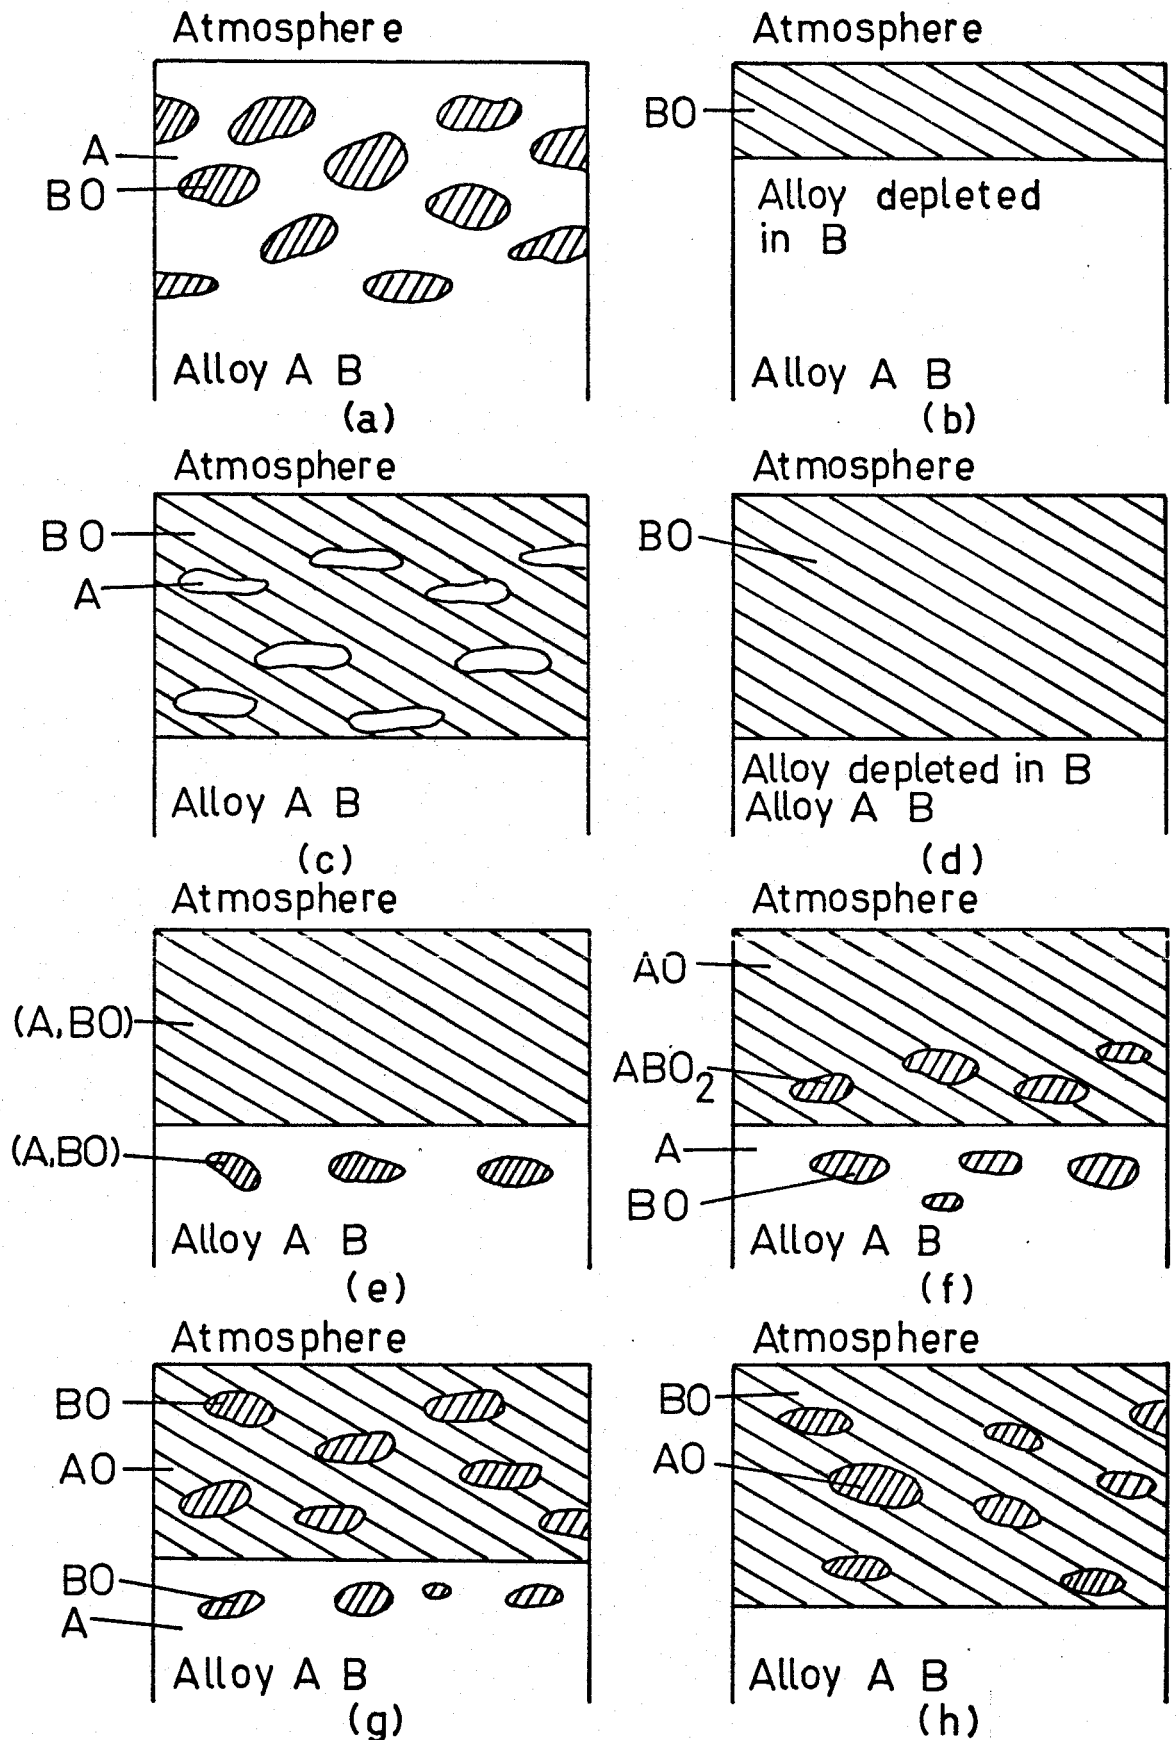 Atmosphere
A
BO
Alloy A B
(a)
Atmosphere
BO
Alloy depleted
in B
Alloy A B
(b)
Atmosphere
BO
A
Alloy A B
(c)
Atmosphere
BO
Alloy depleted in B
Alloy A B
(d)
Atmosphere
(A,BO)
(A,BO)
Alloy A B
(e)
Atmosphere
AO
ABO₂
A
BO
Alloy A B
(f)
Atmosphere
BO
AO
BO
A
Alloy A B
(g)
Atmosphere
BO
AO
Alloy A B
(h)